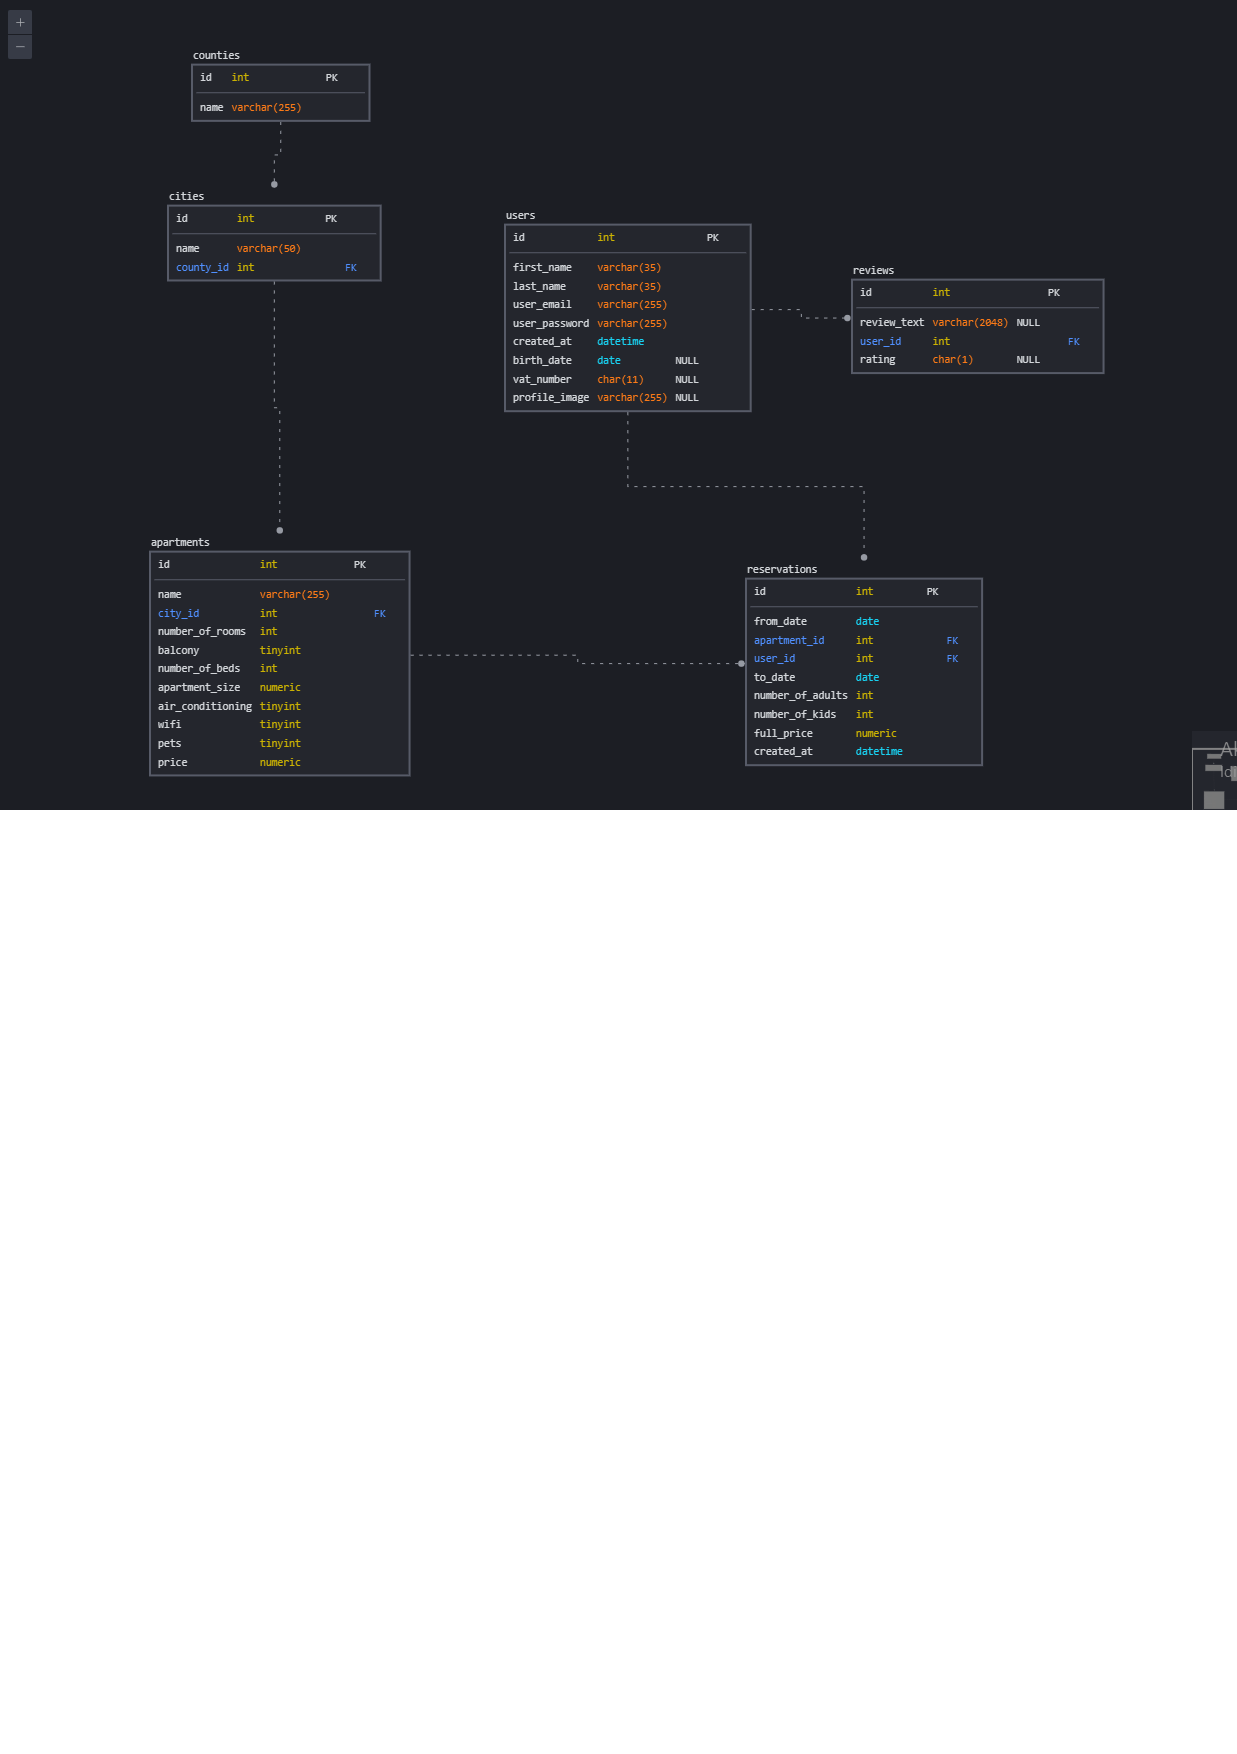 +
−
counties
id int PK
name varchar(255)
cities
id int PK
name varchar(50)
county_id int FK
users
id int PK
first_name varchar(35)
last_name varchar(35)
user_email varchar(255)
user_password varchar(255)
created_at datetime
birth_date date NULL
vat_number char(11) NULL
profile_image varchar(255) NULL
reviews
id int PK
review_text varchar(2048) NULL
user_id int FK
rating char(1) NULL
apartments
id int PK
name varchar(255)
city_id int FK
number_of_rooms int
balcony tinyint
number_of_beds int
apartment_size numeric
air_conditioning tinyint
wifi tinyint
pets tinyint
price numeric
reservations
id int PK
from_date date
apartment_id int FK
user_id int FK
to_date date
number_of_adults int
number_of_kids int
full_price numeric
created_at datetime